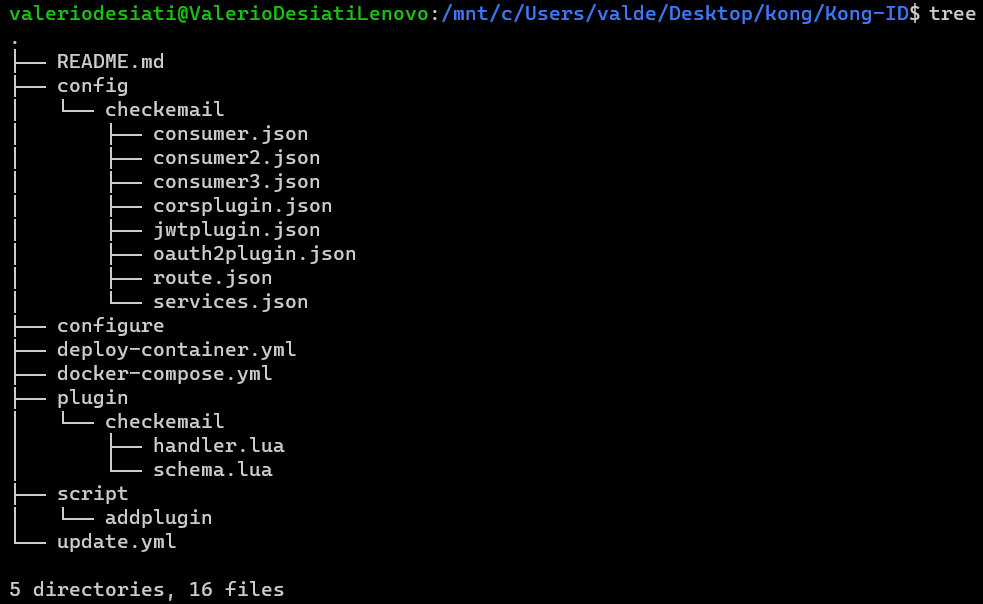 valeriodesiati@ValerioDesiatiLenovo:/mnt/c/Users/valde/Desktop/kong/Kong-ID$ tree
.
├── README.md
├── config
│   └── checkemail
│       ├── consumer.json
│       ├── consumer2.json
│       ├── consumer3.json
│       ├── corsplugin.json
│       ├── jwtplugin.json
│       ├── oauth2plugin.json
│       ├── route.json
│       └── services.json
├── configure
├── deploy-container.yml
├── docker-compose.yml
├── plugin
│   └── checkemail
│       ├── handler.lua
│       └── schema.lua
├── script
│   └── addplugin
└── update.yml

5 directories, 16 files